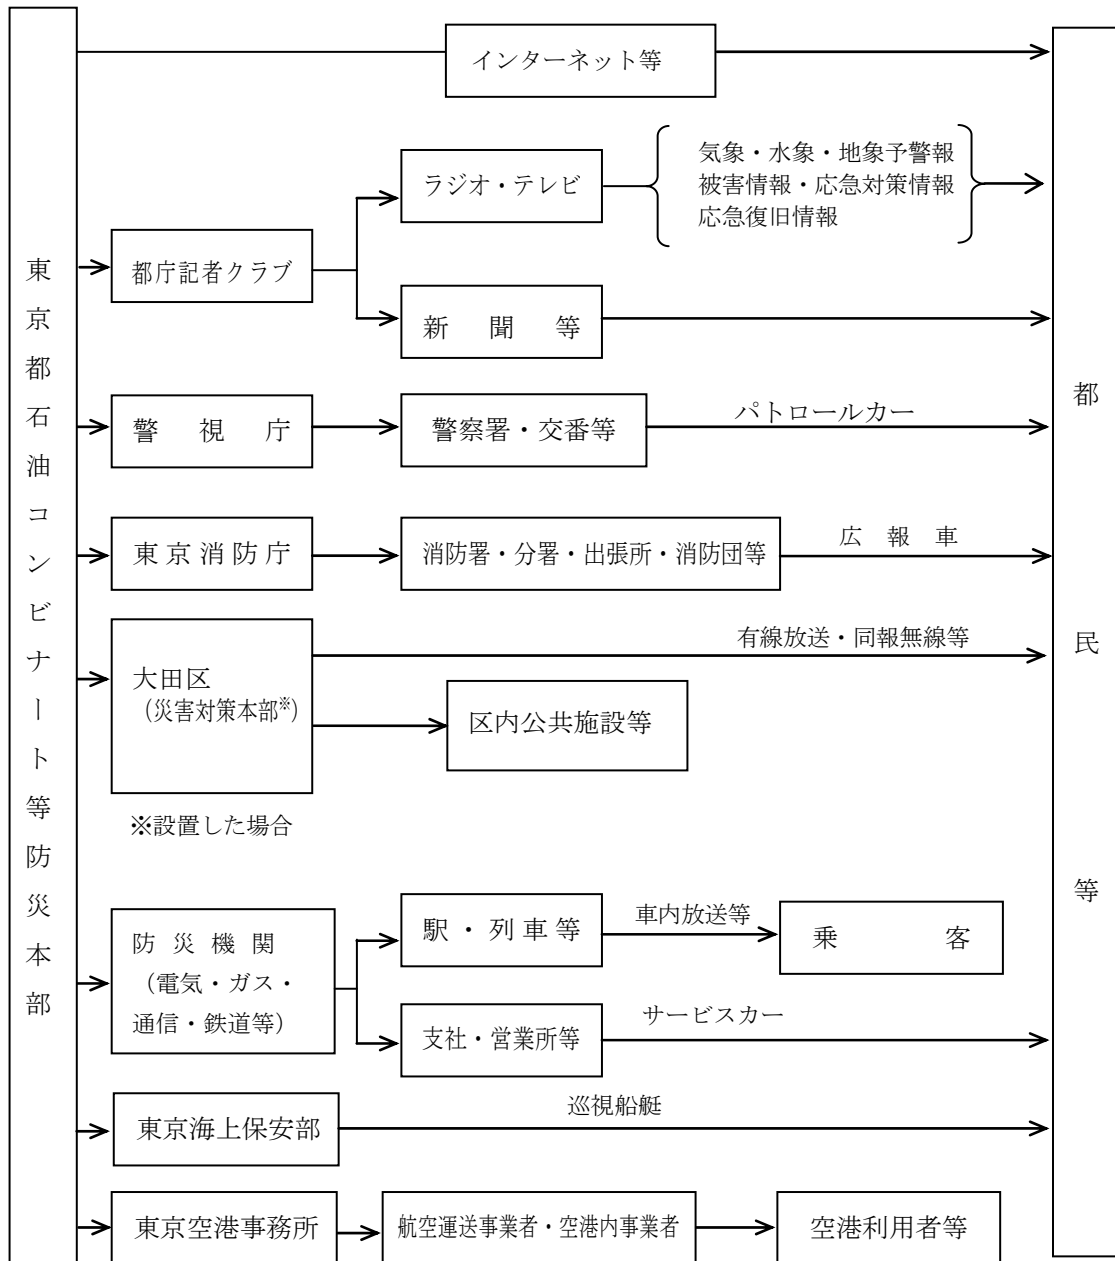 東京都石油コンビナート等防災本部
インターネット等
都庁記者クラブ
ラジオ・テレビ
気象・水象・地象予警報
被害情報・応急対策情報
応急復旧情報
新聞等
警視庁
警察署・交番等
パトロールカー
東京消防庁
消防署・分署・出張所・消防団等
広報車
大田区
（災害対策本部※）
有線放送・同報無線等
区内公共施設等
※設置した場合
防災機関
（電気・ガス・
通信・鉄道等）
駅・列車等
車内放送等
乗客
支社・営業所等
サービスカー
東京海上保安部
巡視船艇
東京空港事務所
航空運送事業者・空港内事業者
空港利用者等
都民等